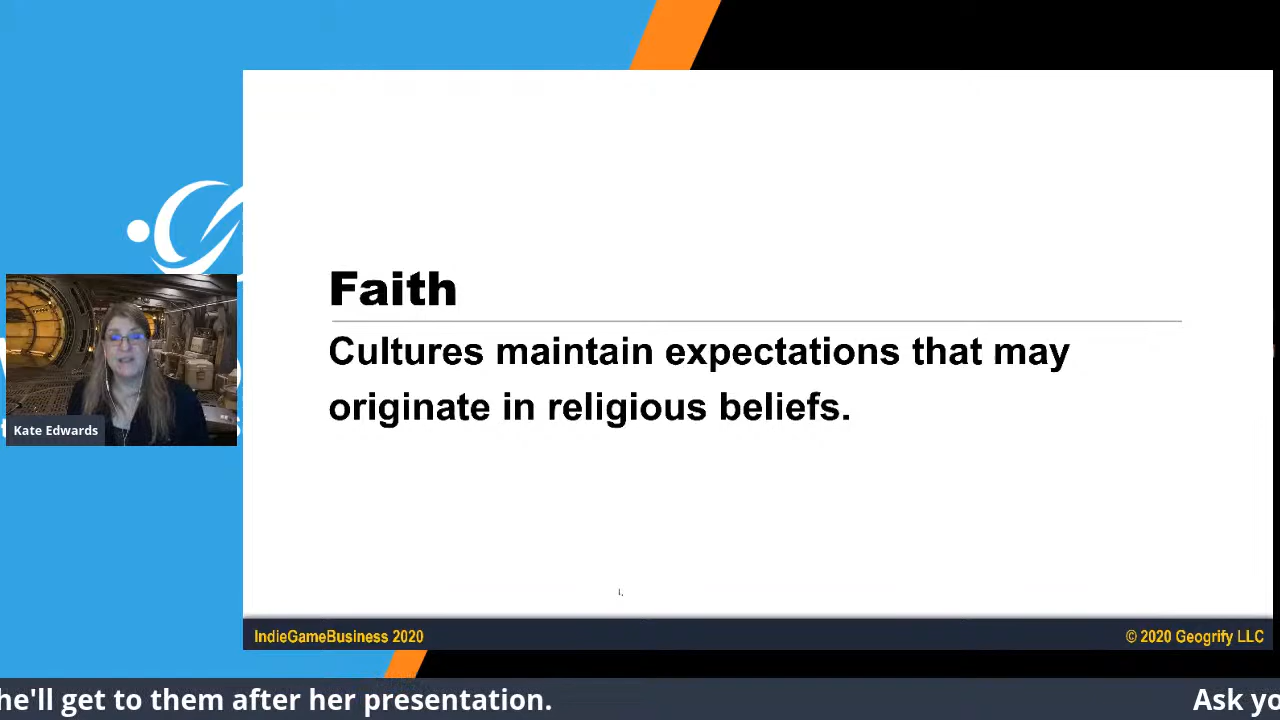 Faith
Cultures maintain expectations that may
originate in religious beliefs.
Kate Edwards
IndieGameBusiness 2020
© 2020 Geogrify LLC
he'll get to them after her presentation.
Ask yo